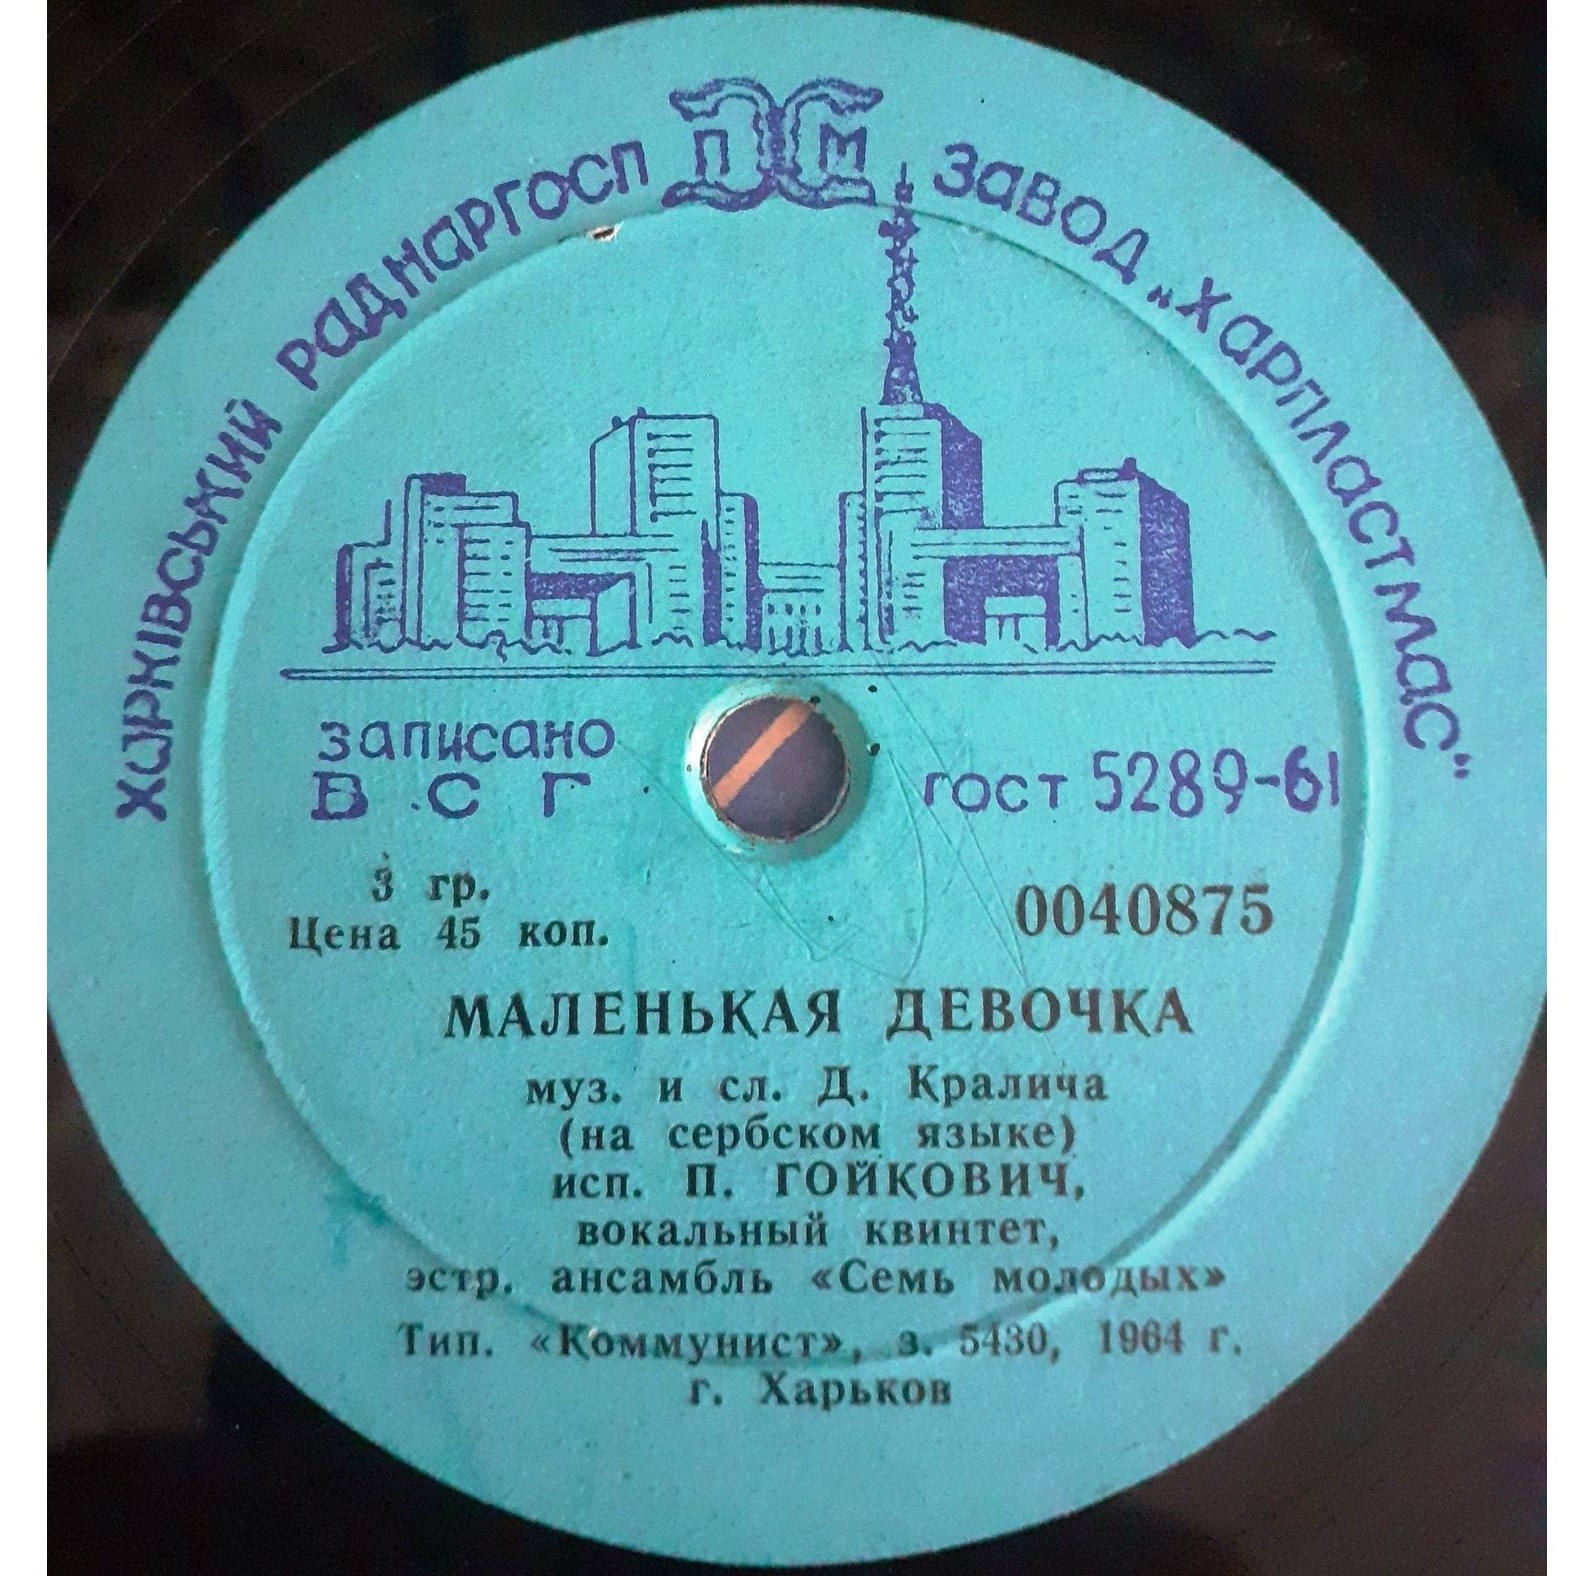 ХАРКІВСЬКИЙ РАДНАРГОСП ПМ ЗАВОД „ХАРПЛАСТМАС“
записано
ВСГ
гост 5289-61
3 гр.
Цена 45 коп.
0040875
МАЛЕНЬКАЯ ДЕВОЧКА
муз. и сл. Д. Кралича
(на сербском языке)
исп. П. ГОЙКОВИЧ,
вокальный квинтет,
эстр. ансамбль «Семь молодых»
Тип. «Коммунист», з. 5430, 1964 г.
г. Харьков